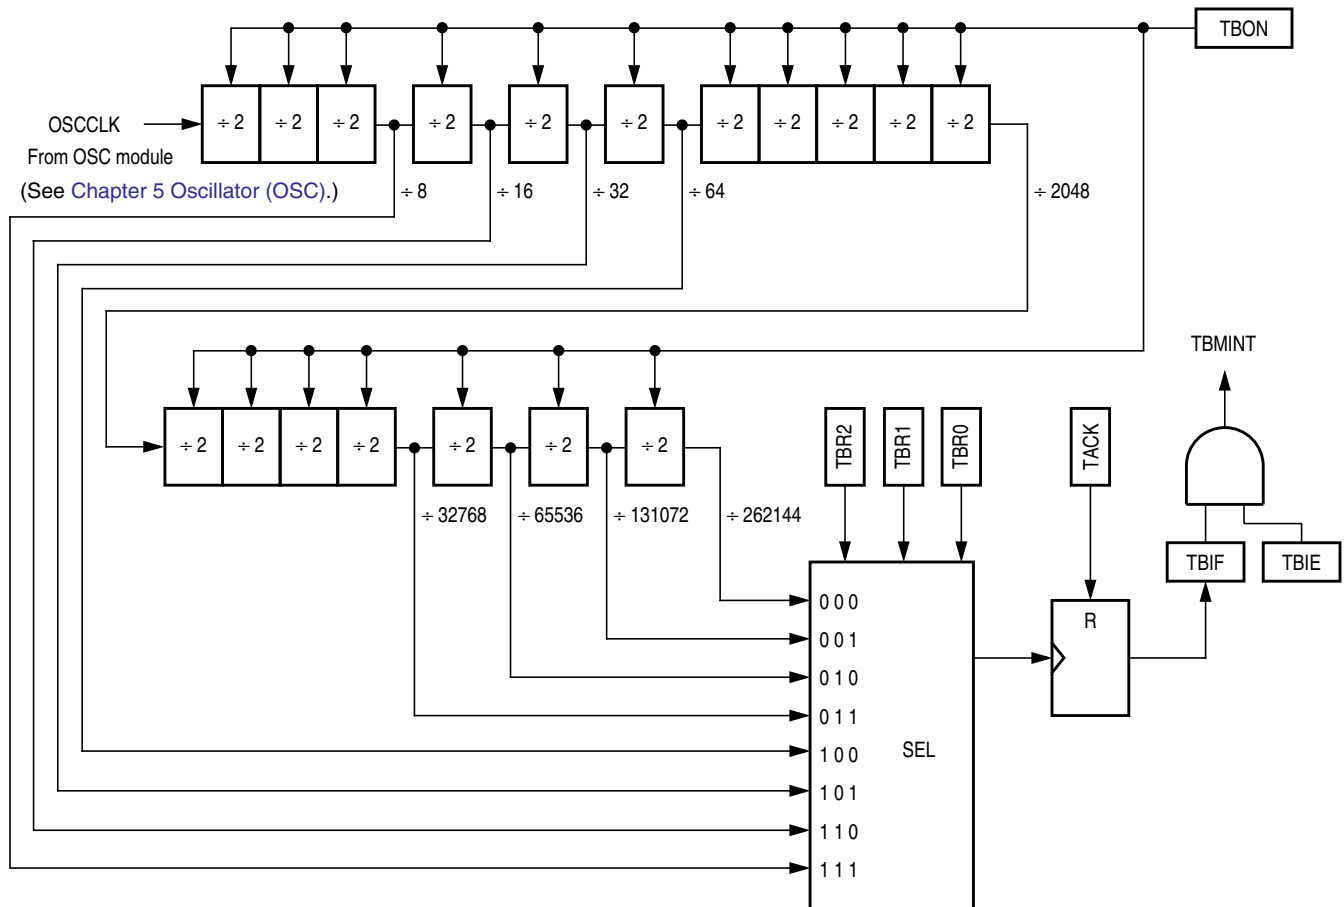 TBON
OSCCLK
÷ 2 ÷ 2 ÷ 2 ÷ 2 ÷ 2 ÷ 2 ÷ 2 ÷ 2 ÷ 2 ÷ 2 ÷ 2
From OSC module
(See Chapter 5 Oscillator (OSC).)
÷ 8 ÷ 16 ÷ 32 ÷ 64 ÷ 2048
TBMINT
÷ 2 ÷ 2 ÷ 2 ÷ 2 ÷ 2 ÷ 2 ÷ 2
TBR2 TBR1 TBR0 TACK
÷ 32768 ÷ 65536 ÷ 131072 ÷ 262144
TBIF TBIE
0 0 0
R
0 0 1
0 1 0
0 1 1
1 0 0
SEL
1 0 1
1 1 0
1 1 1